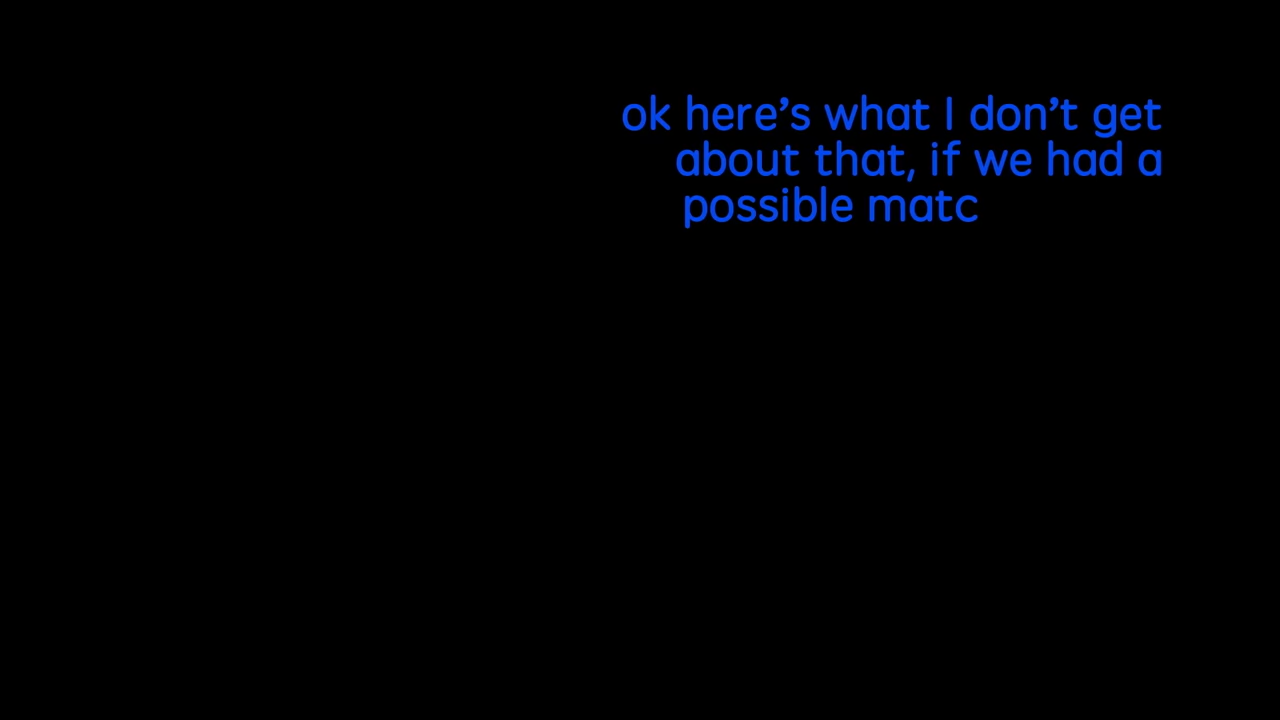 ok here’s what I don’t get
about that, if we had a
possible matc